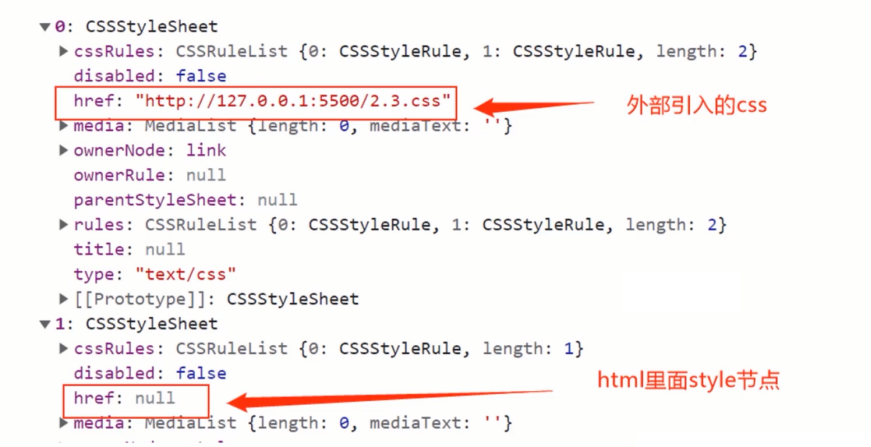 ▼0: CSSStyleSheet
▶cssRules: CSSRuleList {0: CSSStyleRule, 1: CSSStyleRule, length: 2}
disabled: false
href: "http://127.0.0.1:5500/2.3.css"
外部引入的css
▶media: MediaList {length: 0, mediaText: ''}
▶ownerNode: link
ownerRule: null
parentStyleSheet: null
▶rules: CSSRuleList {0: CSSStyleRule, 1: CSSStyleRule, length: 2}
title: null
type: "text/css"
▶[[Prototype]]: CSSStyleSheet
▼1: CSSStyleSheet
▶cssRules: CSSRuleList {0: CSSStyleRule, length: 1}
disabled: false
html里面style节点
href: null
▶media: MediaList {length: 0, mediaText: ''}